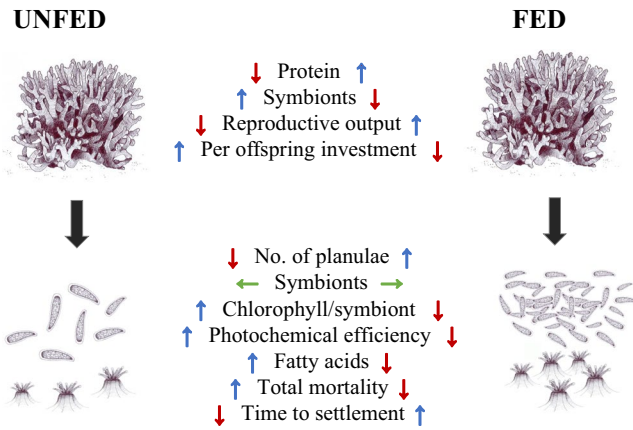 UNFED
FED
Protein
Symbionts
Reproductive output
Per offspring investment
No. of planulae
Symbionts
Chlorophyll/symbiont
Photochemical efficiency
Fatty acids
Total mortality
Time to settlement